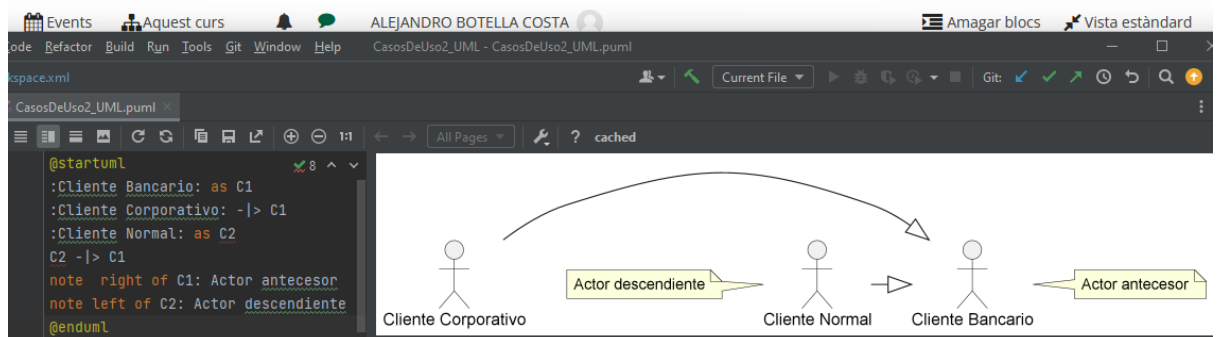 Events Aquest curs ALEJANDRO BOTELLA COSTA Amagar blocs Vista estàndard
Code Refactor Build Run Tools Git Window Help CasosDeUso2_UML - CasosDeUso2_UML.puml
kspace.xml Current File Git:
CasosDeUso2_UML.puml
1:1 All Pages ? cached
@startuml 8
:Cliente Bancario: as C1
:Cliente Corporativo: -|> C1
:Cliente Normal: as C2
C2 -|> C1
note right of C1: Actor antecesor
note left of C2: Actor descendiente
@enduml
Actor descendiente Actor antecesor
Cliente Corporativo Cliente Normal Cliente Bancario